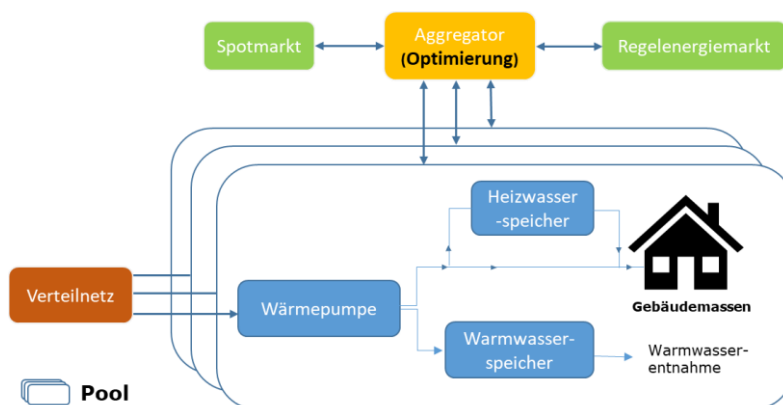 Spotmarkt
Aggregator
(Optimierung)
Regelenergiemarkt
Heizwasser
-speicher
Verteilnetz
Wärmepumpe
Gebäudemassen
Warmwasser-
speicher
Warmwasser-
entnahme
Pool